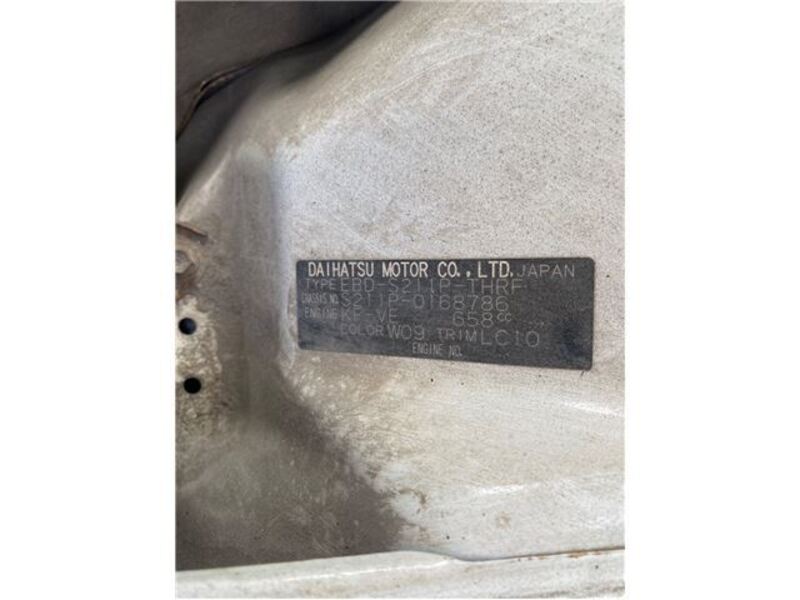 DAIHATSU MOTOR CO., LTD. JAPAN
TYPE EBD-S211P-THRF
CHASSIS NO. S211P-0168786
ENGINE KF-VE 658cc
COLOR W09 TRIM LC10
ENGINE NO.